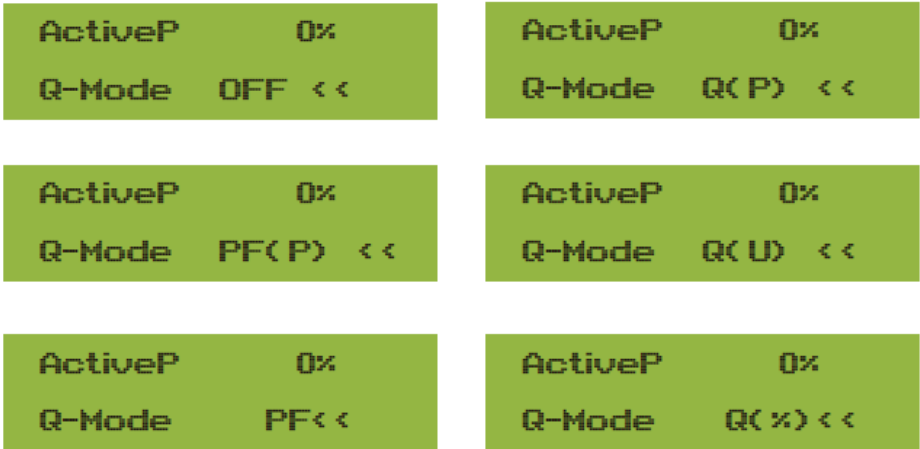 ActiveP 0%
Q-Mode OFF <<
ActiveP 0%
Q-Mode Q(P) <<
ActiveP 0%
Q-Mode PF(P) <<
ActiveP 0%
Q-Mode Q(U) <<
ActiveP 0%
Q-Mode PF<<
ActiveP 0%
Q-Mode Q(%)<<